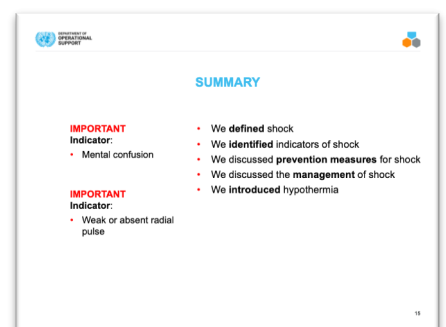 DEPARTMENT OF
OPERATIONAL
SUPPORT
SUMMARY
IMPORTANT
Indicator:
• Mental confusion
IMPORTANT
Indicator:
• Weak or absent radial
pulse
• We defined shock
• We identified indicators of shock
• We discussed prevention measures for shock
• We discussed the management of shock
• We introduced hypothermia
15